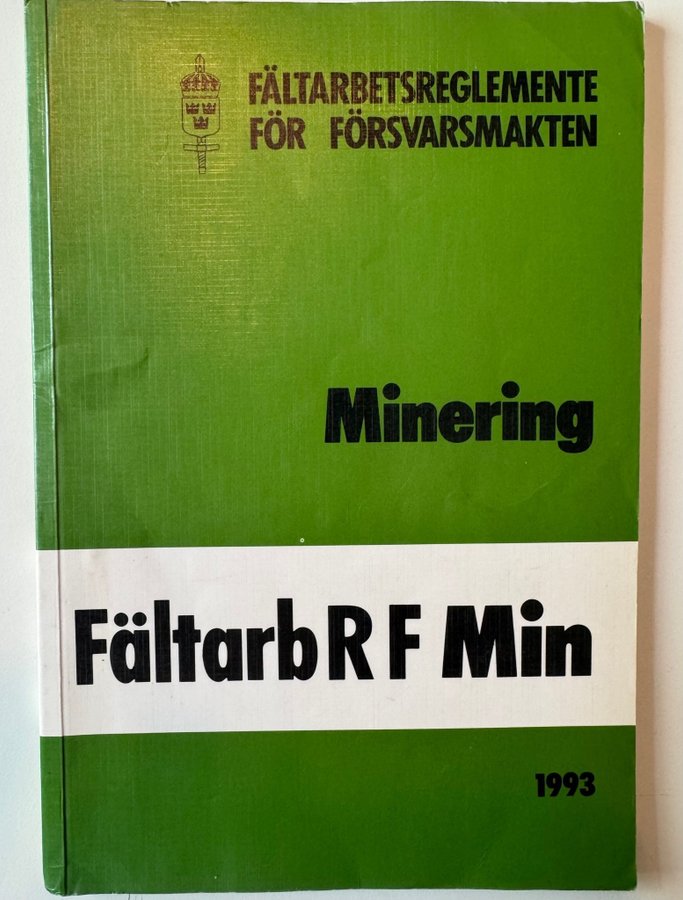 FÄLTARBETSREGLEMENTE
FÖR FÖRSVARSMAKTEN
Minering
FältarbRF Min
1993